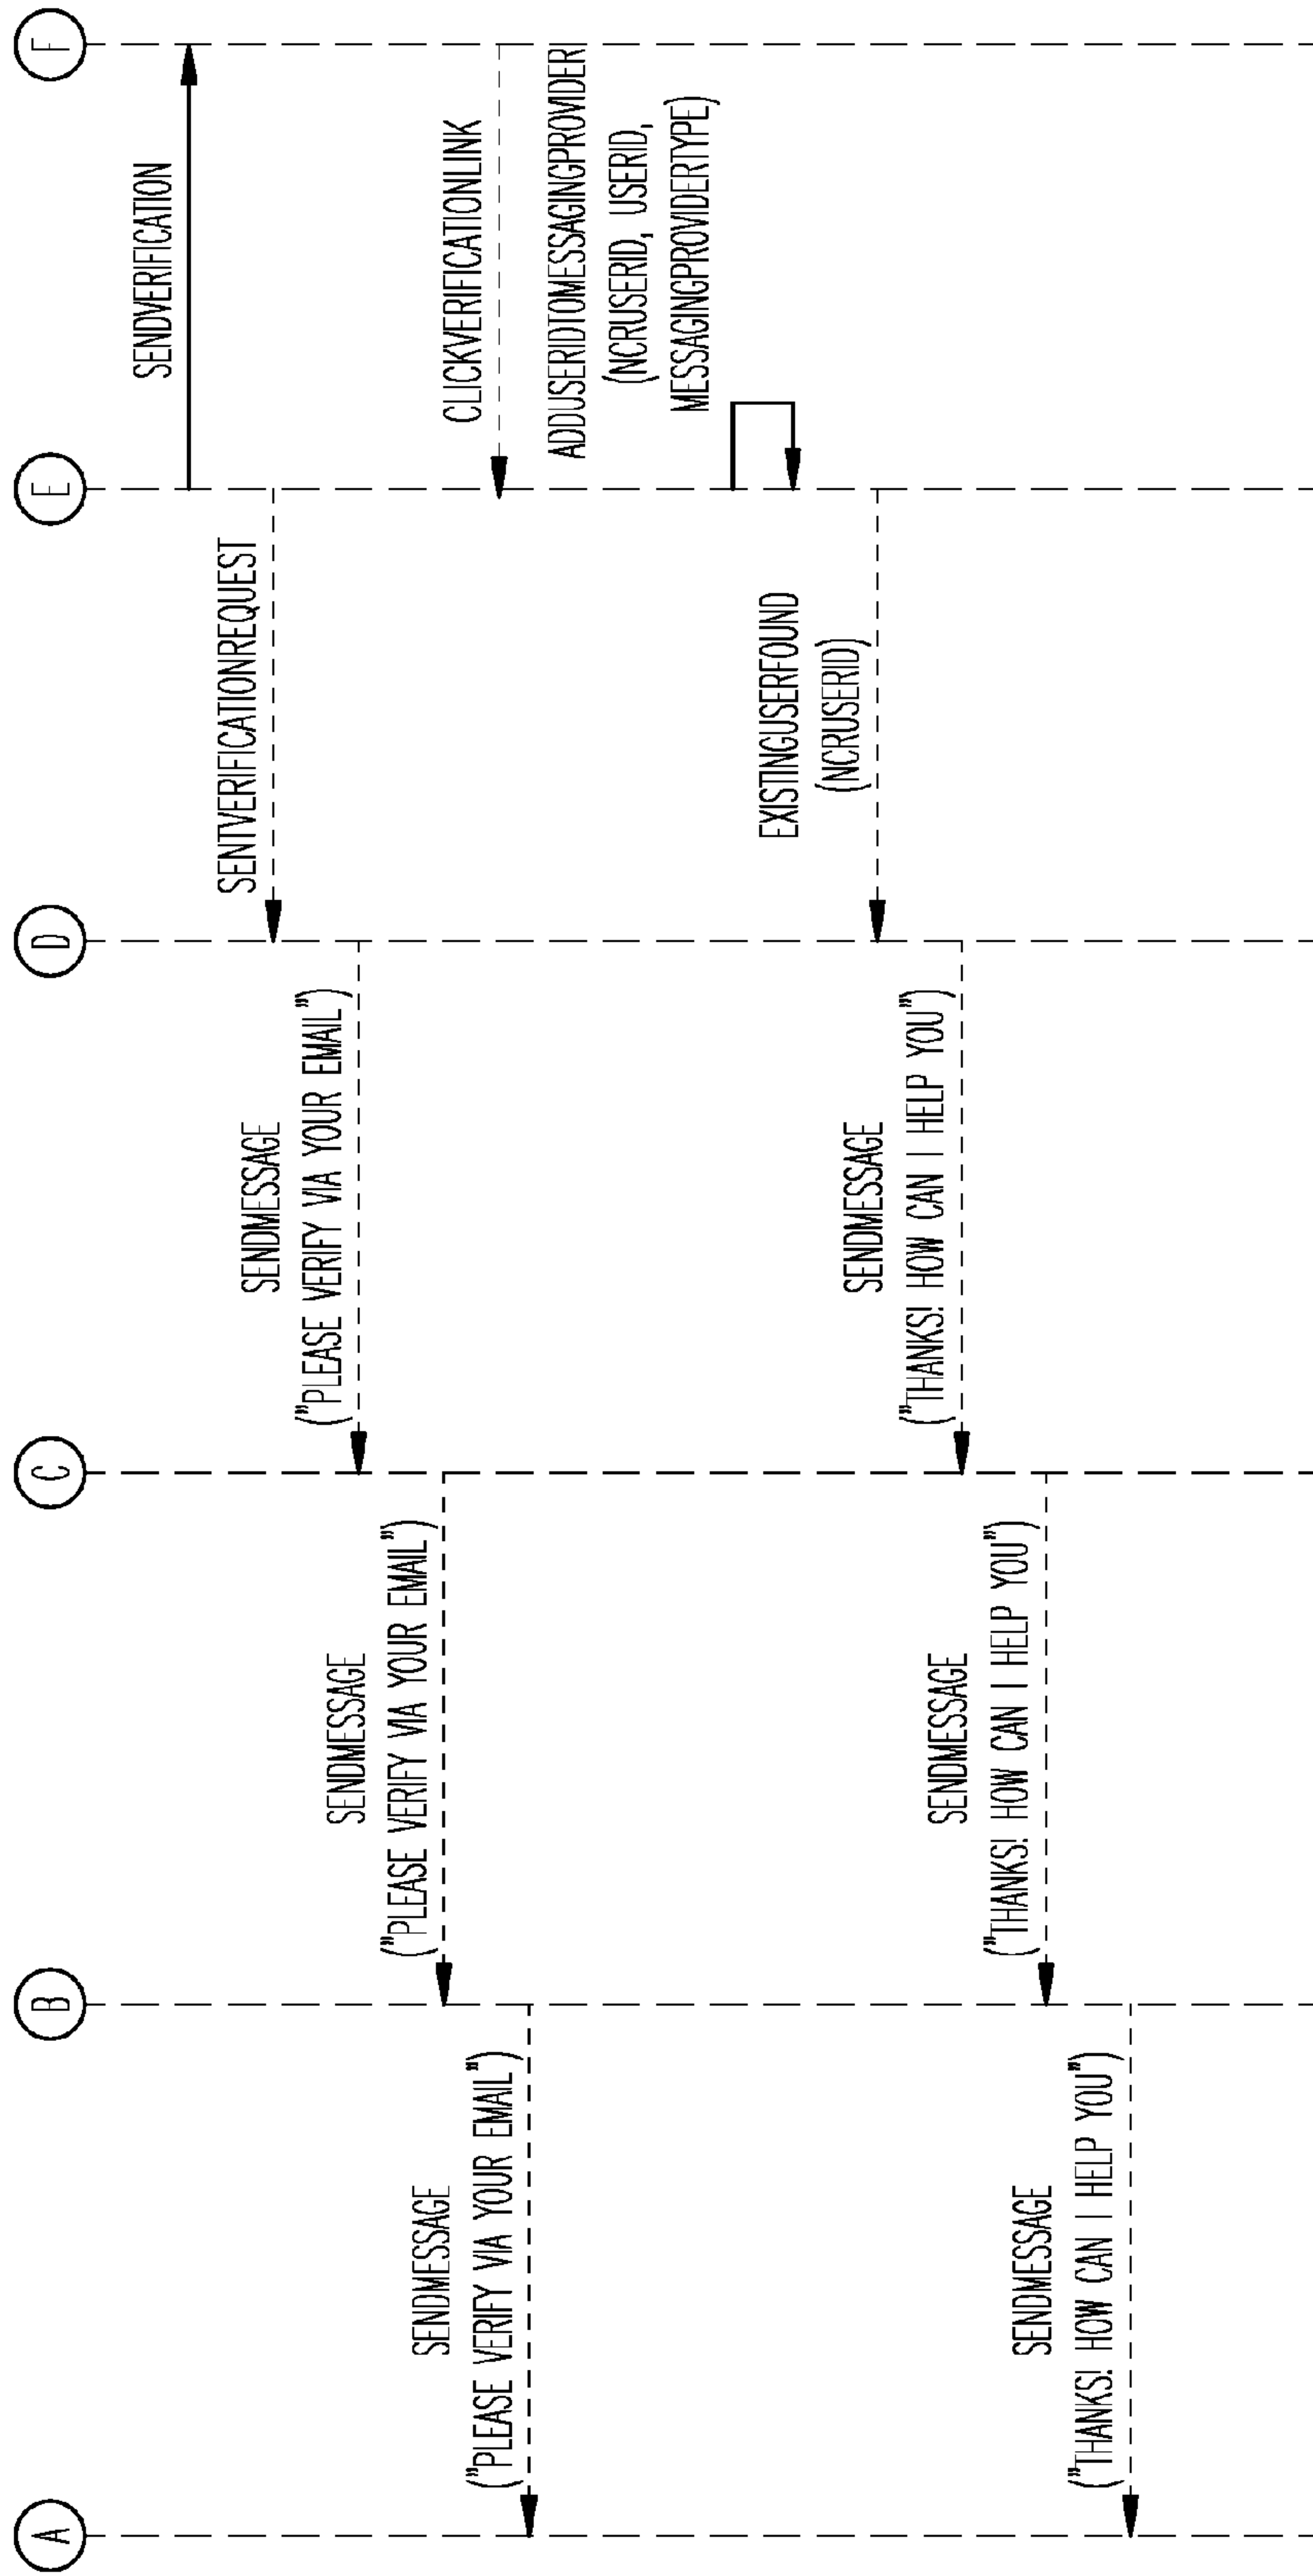 A
B
C
D
E
F
SENDVERIFICATION
SENTVERIFICATIONREQUEST
SENDMESSAGE
("PLEASE VERIFY VIA YOUR EMAIL")
SENDMESSAGE
("PLEASE VERIFY VIA YOUR EMAIL")
SENDMESSAGE
("PLEASE VERIFY VIA YOUR EMAIL")
CLICKVERIFICATIONLINK
ADDUSERIDTOMESSAGINGPROVIDER
(NCRUSERID, USERID,
MESSAGINGPROVIDERTYPE)
EXISTINGUSERFOUND
(NCRUSERID)
SENDMESSAGE
("THANKS! HOW CAN I HELP YOU")
SENDMESSAGE
("THANKS! HOW CAN I HELP YOU")
SENDMESSAGE
("THANKS! HOW CAN I HELP YOU")